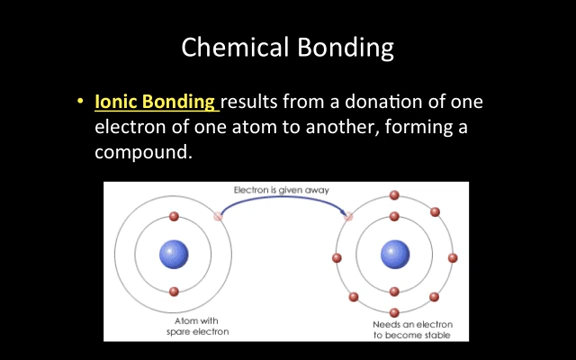 Chemical Bonding
• Ionic Bonding results from a donation of one
electron of one atom to another, forming a
compound.
Electron is given away
Atom with
spare electron
Needs an electron
to become stable